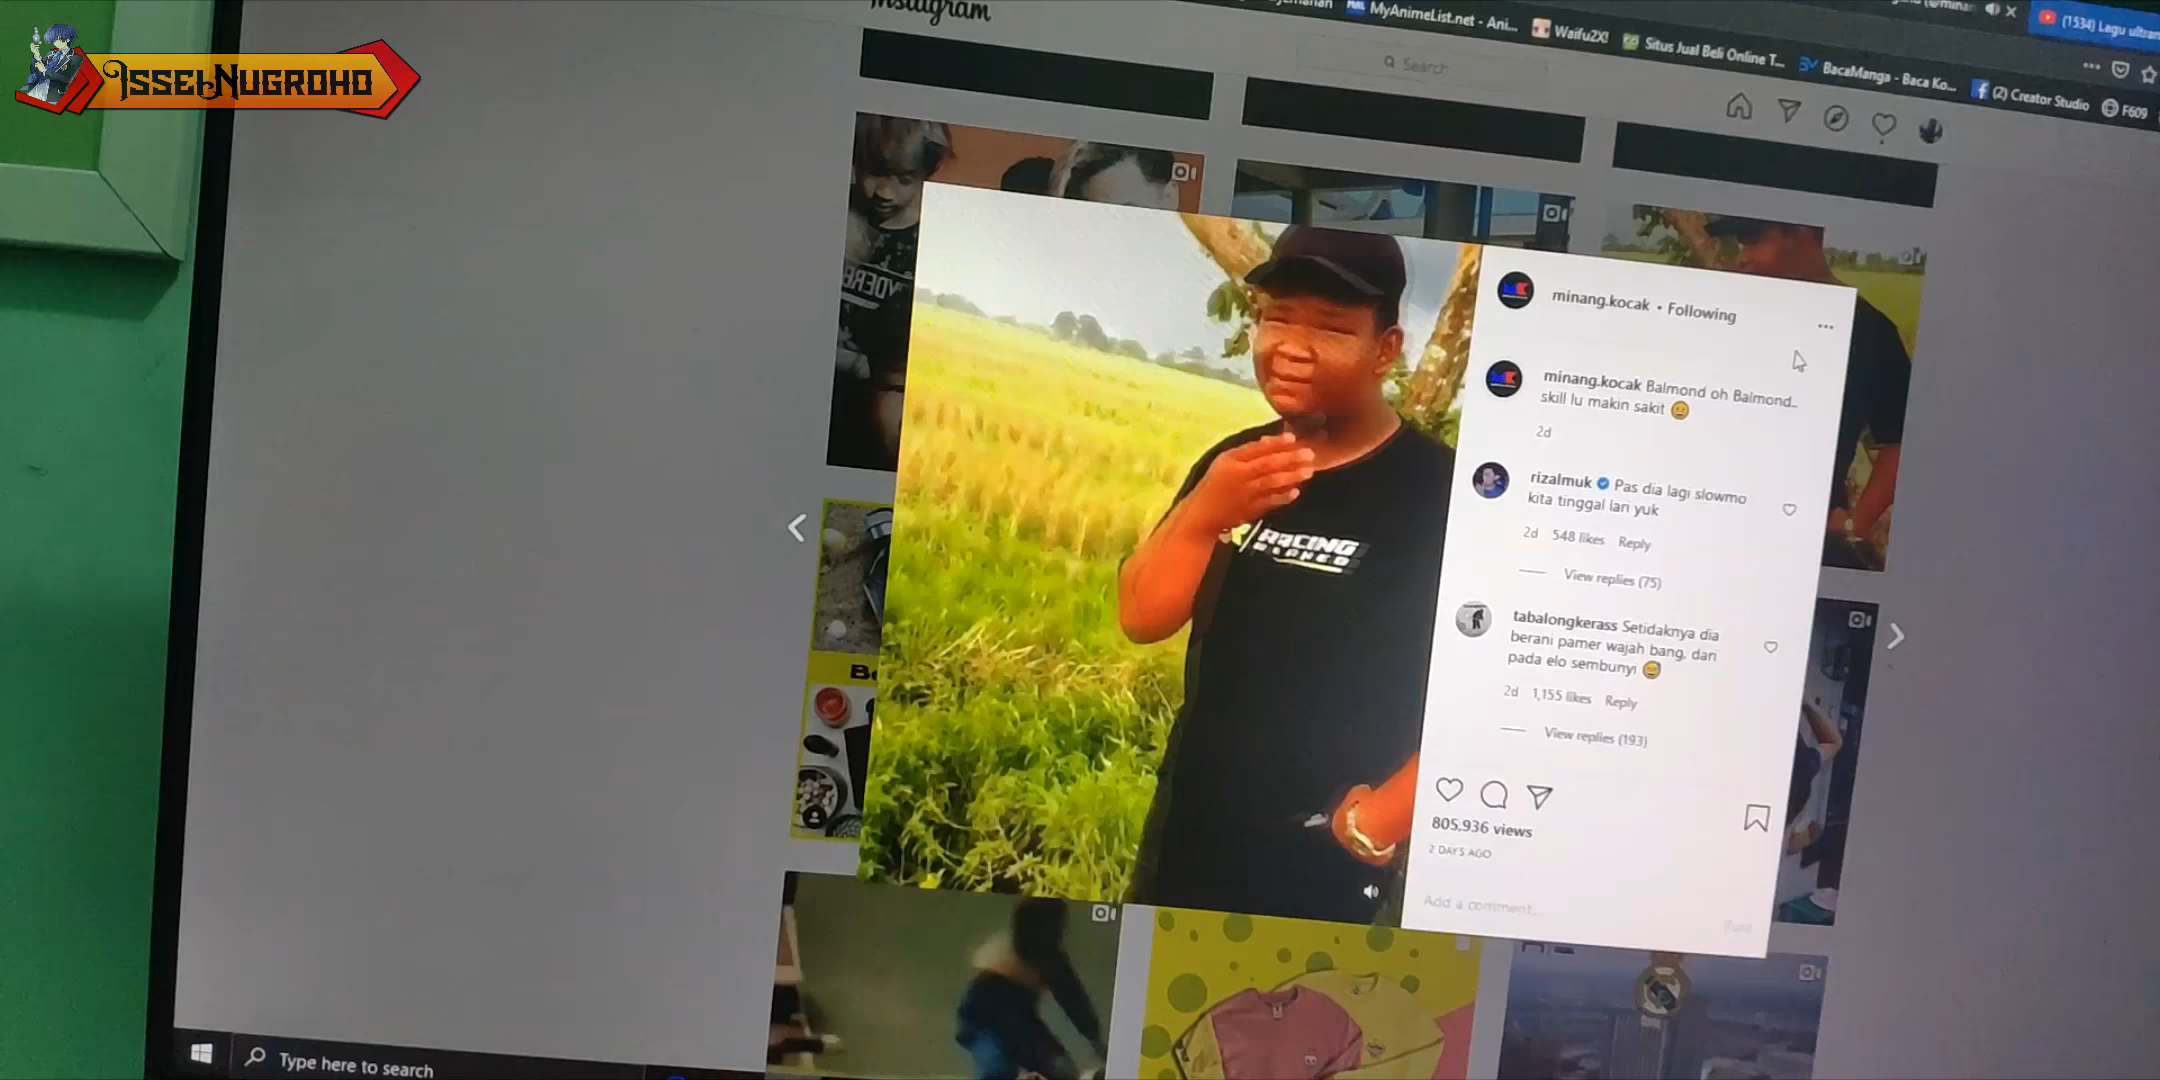 IsseiNugroho
Instagram
MyAnimeList.net - Ani...
Waifu2X!
Situs Jual Beli Online T...
BacaManga - Baca Ko...
(2) Creator Studio
F609
(1534) Lagu
Search
minang.kocak • Following
minang.kocak Balmond oh Balmond..
skill lu makin sakit 😀
2d
rizalmuk Pas dia lagi slowmo
kita tinggal lari yuk
2d 548 likes Reply
View replies (75)
tabalongkerass Setidaknya dia
berani pamer wajah bang, dari
pada elo sembunyi 😅
2d 1,155 likes Reply
View replies (193)
805,936 views
2 DAYS AGO
Add a comment...
Post
RACING
Type here to search